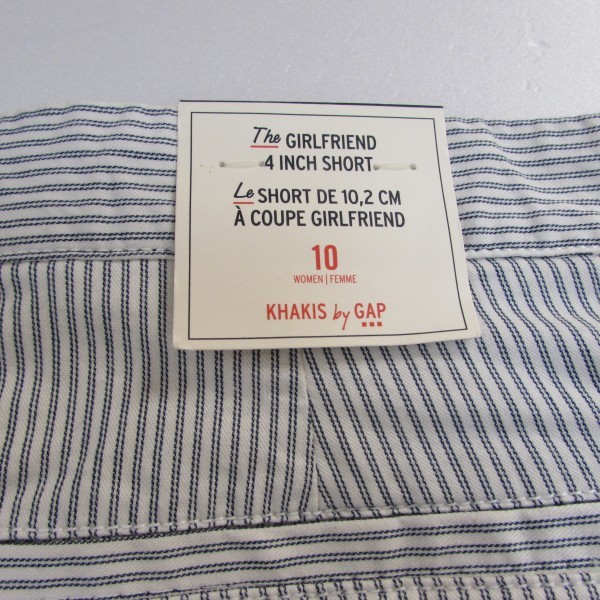 The GIRLFRIEND
4 INCH SHORT
Le SHORT DE 10,2 CM
À COUPE GIRLFRIEND
10
WOMEN | FEMME
KHAKIS by GAP